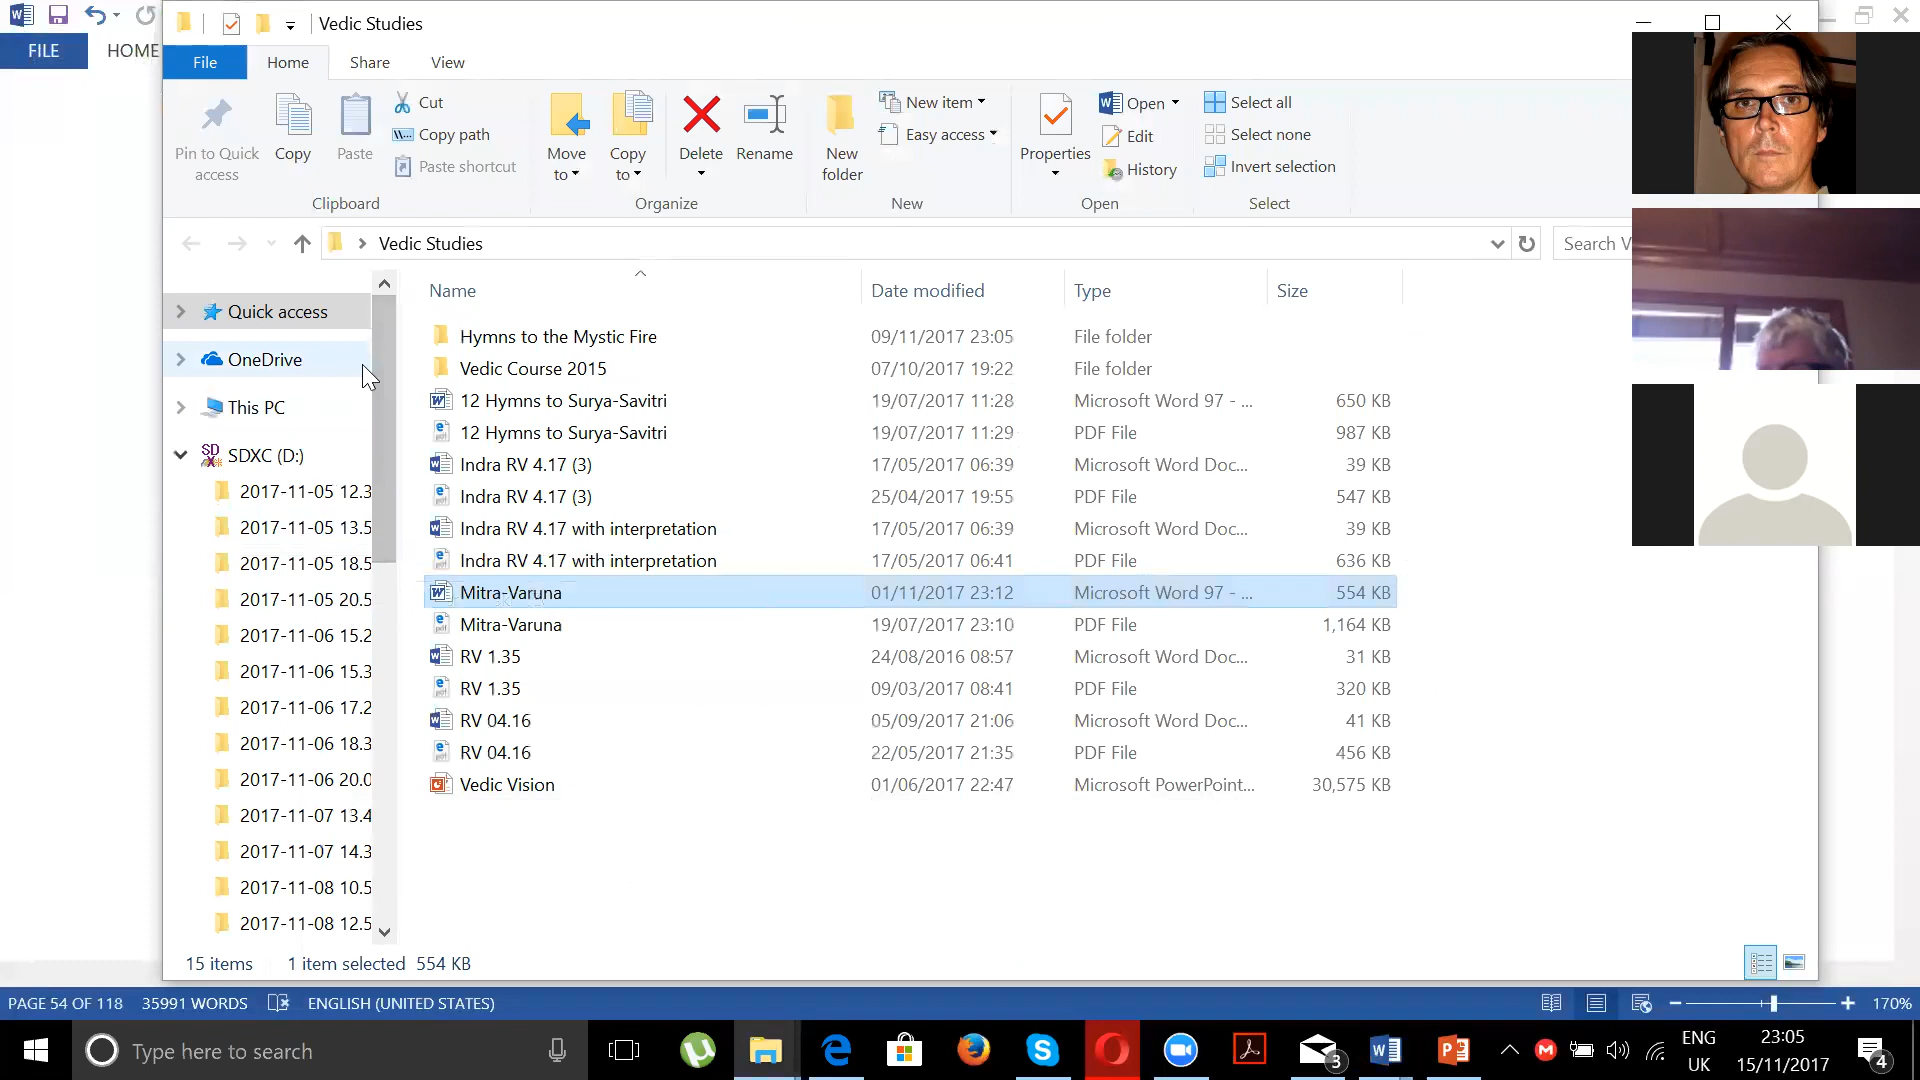 Vedic Studies
FILE HOME
File Home Share View
Pin to Quick access
Copy
Paste
Cut
Copy path
Paste shortcut
Clipboard
Move to
Copy to
Delete
Rename
Organize
New folder
New item
Easy access
New
Properties
Open
Edit
History
Open
Select all
Select none
Invert selection
Select
Vedic Studies
Search V
Name Date modified Type Size
Quick access
OneDrive
This PC
SDXC (D:)
2017-11-05 12.3
2017-11-05 13.5
2017-11-05 18.5
2017-11-05 20.5
2017-11-06 15.2
2017-11-06 15.3
2017-11-06 17.2
2017-11-06 18.3
2017-11-06 20.0
2017-11-07 13.4
2017-11-07 14.3
2017-11-08 10.5
2017-11-08 12.5
Hymns to the Mystic Fire 09/11/2017 23:05 File folder
Vedic Course 2015 07/10/2017 19:22 File folder
12 Hymns to Surya-Savitri 19/07/2017 11:28 Microsoft Word 97 - ... 650 KB
12 Hymns to Surya-Savitri 19/07/2017 11:29 PDF File 987 KB
Indra RV 4.17 (3) 17/05/2017 06:39 Microsoft Word Doc... 39 KB
Indra RV 4.17 (3) 25/04/2017 19:55 PDF File 547 KB
Indra RV 4.17 with interpretation 17/05/2017 06:39 Microsoft Word Doc... 39 KB
Indra RV 4.17 with interpretation 17/05/2017 06:41 PDF File 636 KB
Mitra-Varuna 01/11/2017 23:12 Microsoft Word 97 - ... 554 KB
Mitra-Varuna 19/07/2017 23:10 PDF File 1,164 KB
RV 1.35 24/08/2016 08:57 Microsoft Word Doc... 31 KB
RV 1.35 09/03/2017 08:41 PDF File 320 KB
RV 04.16 05/09/2017 21:06 Microsoft Word Doc... 41 KB
RV 04.16 22/05/2017 21:35 PDF File 456 KB
Vedic Vision 01/06/2017 22:47 Microsoft PowerPoint... 30,575 KB
15 items 1 item selected 554 KB
PAGE 54 OF 118 35991 WORDS ENGLISH (UNITED STATES) 170%
Type here to search
3
ENG
UK
23:05
15/11/2017
4